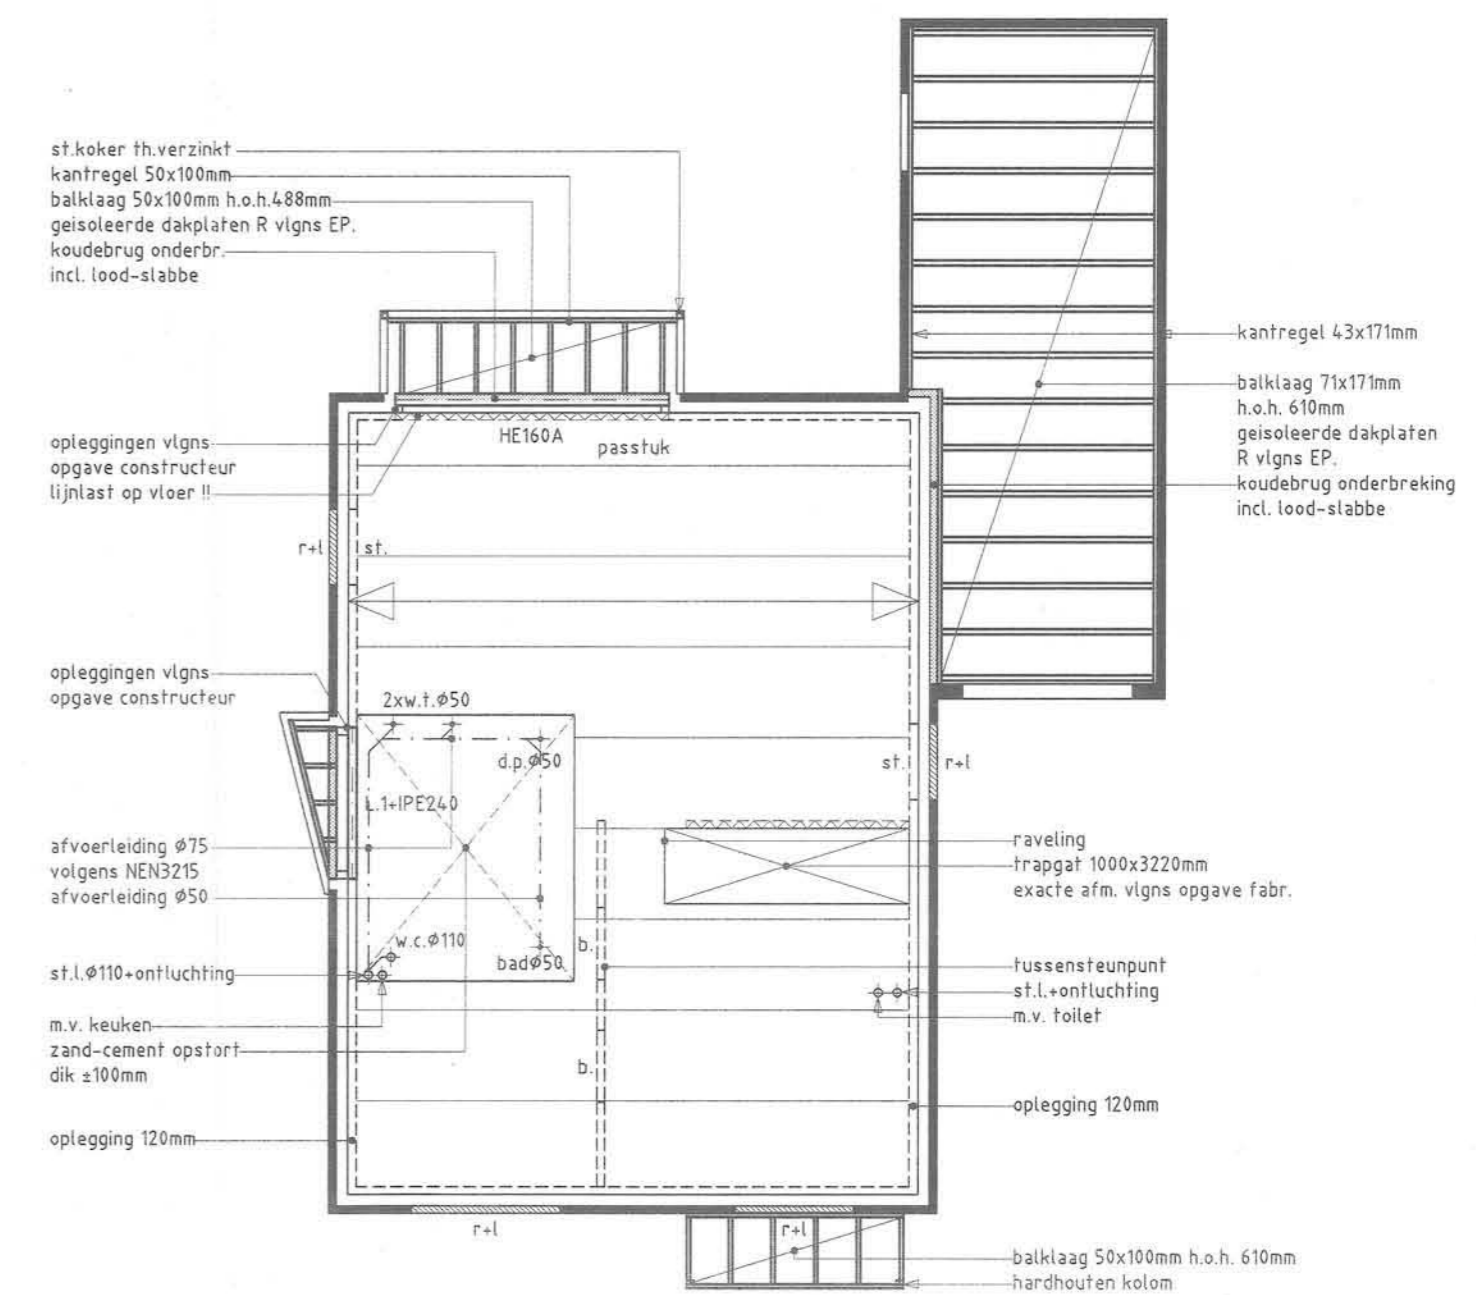 st.koker th.verzinkt
kantregel 50x100mm
balklaag 50x100mm h.o.h.488mm
geisoleerde dakplaten R vlgns EP.
koudebrug onderbr.
incl. lood-slabbe
kantregel 43x171mm
balklaag 71x171mm
h.o.h. 610mm
geisoleerde dakplaten
R vlgns EP.
koudebrug onderbreking
incl. lood-slabbe
opleggingen vlgns
opgave constructeur
lijnlast op vloer !!
HE160A
passtuk
r+l
st.
opleggingen vlgns
opgave constructeur
2xw.t.ø50
d.p.ø50
st.
r+l
L.1+IPE240
afvoerleiding ø75
volgens NEN3215
afvoerleiding ø50
raveling
trapgat 1000x3220mm
exacte afm. vlgns opgave fabr.
w.c.ø110
badø50
b.
st.l.ø110+ontluchting
m.v. keuken
zand-cement opstort
dik ±100mm
tussensteunpunt
st.l.+ontluchting
m.v. toilet
b.
oplegging 120mm
oplegging 120mm
r+l
r+l
balklaag 50x100mm h.o.h. 610mm
hardhouten kolom